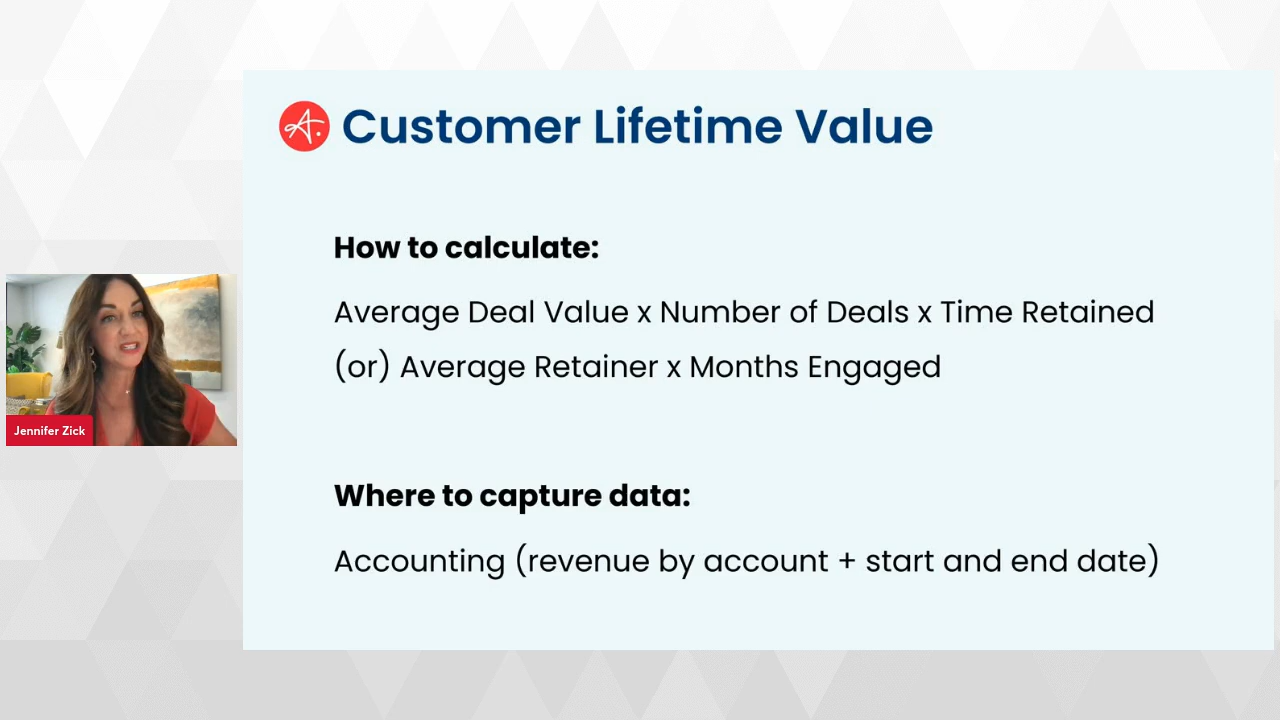 Customer Lifetime Value
How to calculate:
Average Deal Value x Number of Deals x Time Retained
(or) Average Retainer x Months Engaged
Jennifer Zick
Where to capture data:
Accounting (revenue by account + start and end date)